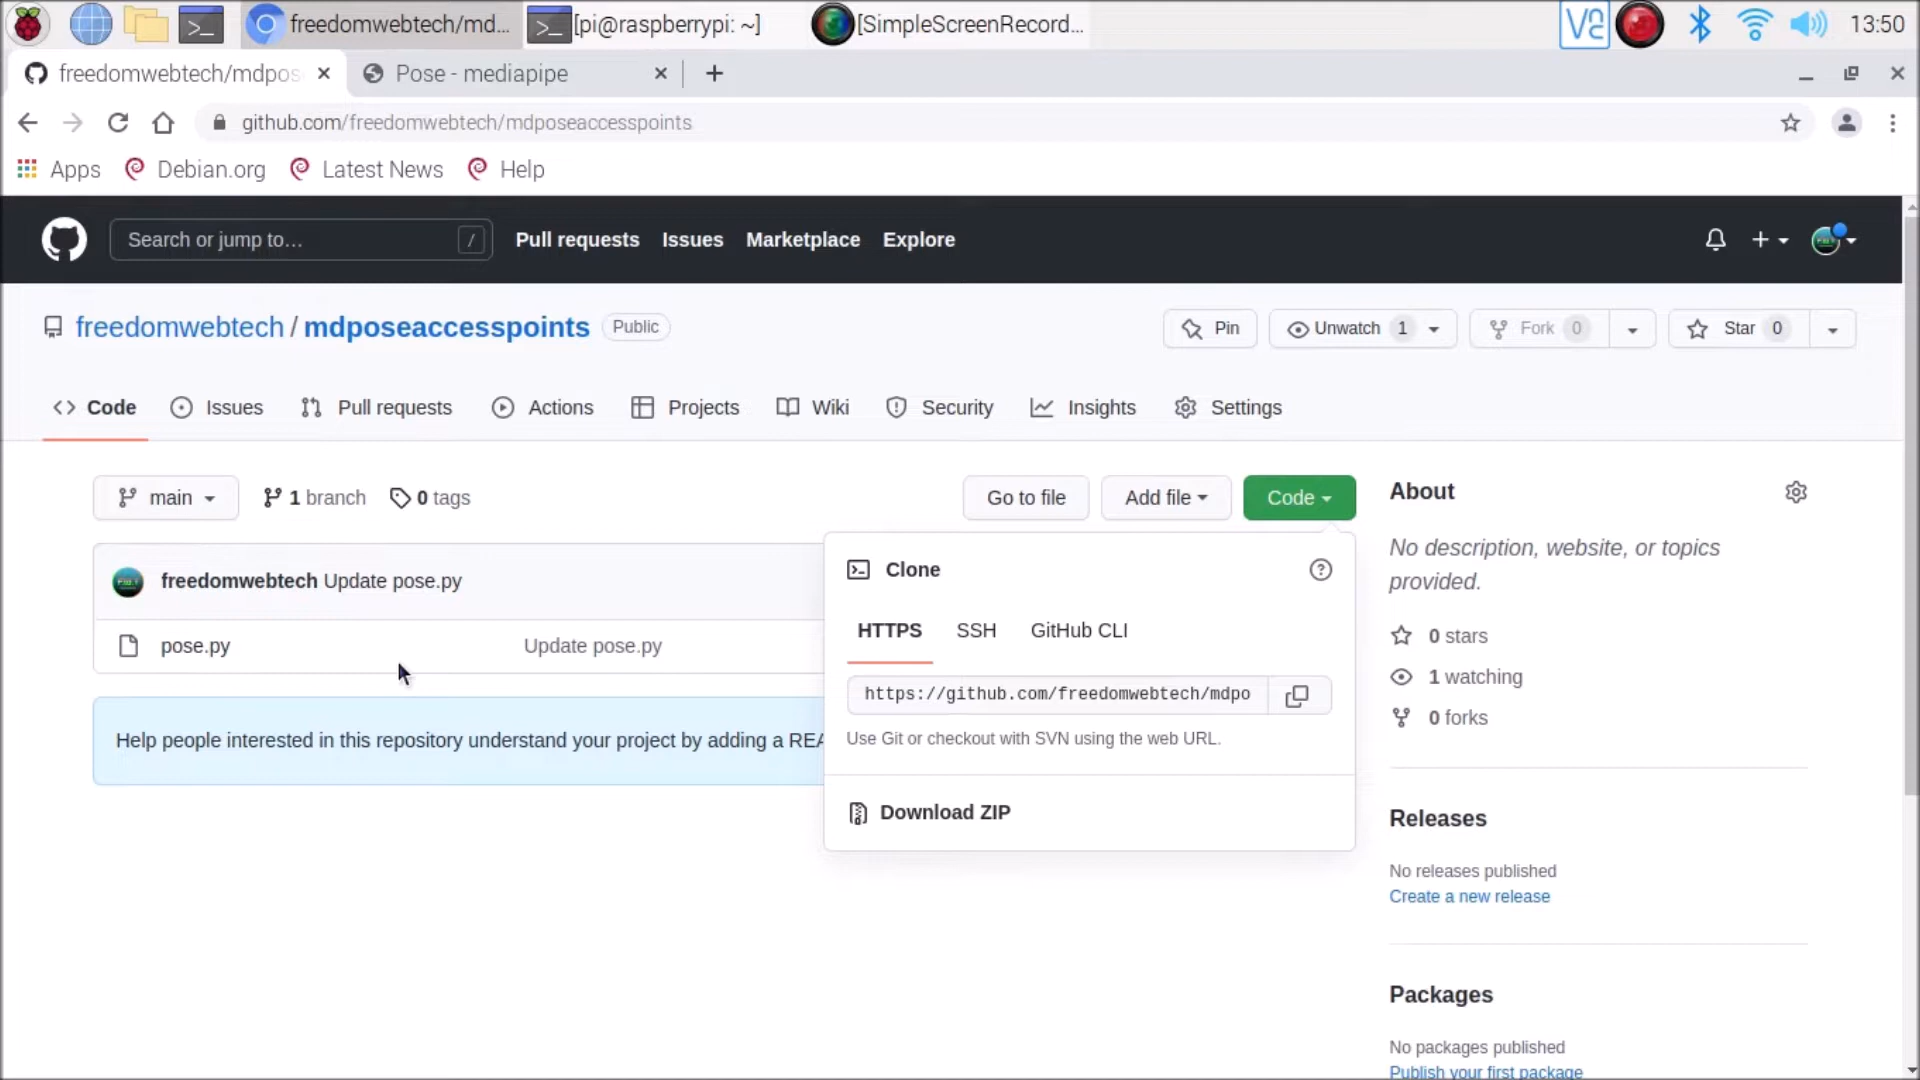 freedomwebtech/md...
[pi@raspberrypi: ~]
[SimpleScreenRecord...
13:50
freedomwebtech/mdpos
Pose - mediapipe
github.com/freedomwebtech/mdposeaccesspoints
Apps
Debian.org
Latest News
Help
Search or jump to…
/
Pull requests
Issues
Marketplace
Explore
freedomwebtech / mdposeaccesspoints
Public
Pin
Unwatch 1
Fork 0
Star 0
Code
Issues
Pull requests
Actions
Projects
Wiki
Security
Insights
Settings
main
1 branch
0 tags
Go to file
Add file
Code
freedomwebtech Update pose.py
pose.py
Update pose.py
Help people interested in this repository understand your project by adding a REA
Clone
HTTPS
SSH
GitHub CLI
https://github.com/freedomwebtech/mdpo
Use Git or checkout with SVN using the web URL.
Download ZIP
About
No description, website, or topics
provided.
0 stars
1 watching
0 forks
Releases
No releases published
Create a new release
Packages
No packages published
Publish your first package